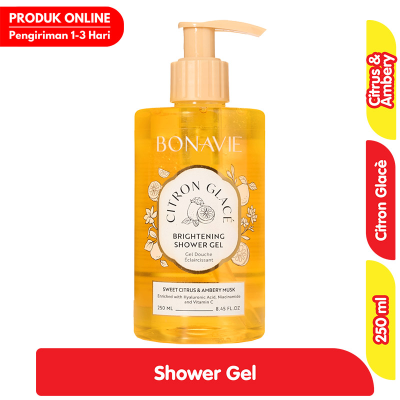 PRODUK ONLINE
Pengiriman 1-3 Hari
Citrus &
Ambery
Citron Glacè
250 ml
BONAVIE
CITRON GLACÉ
BRIGHTENING
SHOWER GEL
Gel Douche
Éclaircissant
SWEET CITRUS & AMBERY MUSK
Enriched with Hyaluronic Acid, Niacinamide
and Vitamin C
250 ML
8.45 FL.OZ
Shower Gel